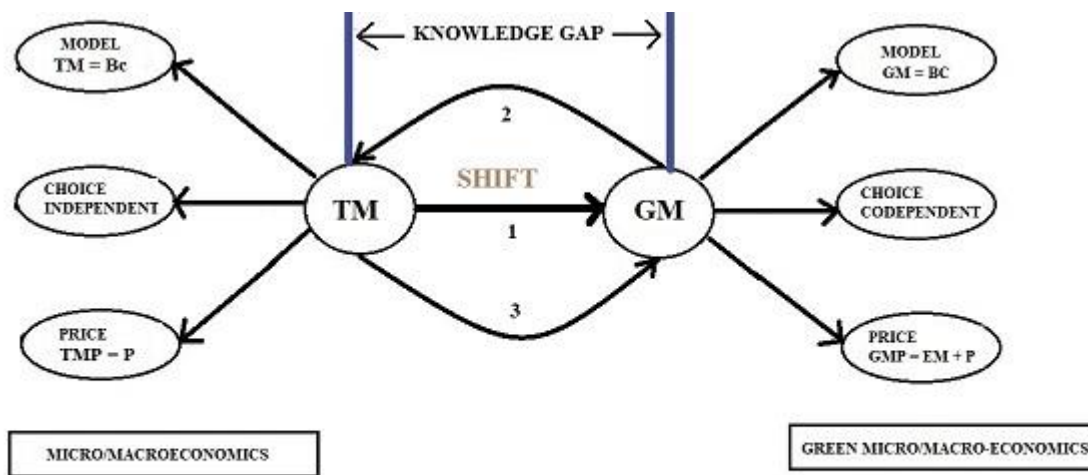 KNOWLEDGE GAP
MODEL
TM = Bc
MODEL
GM = BC
2
SHIFT
CHOICE
INDEPENDENT
TM
GM
CHOICE
CODEPENDENT
1
3
PRICE
TMP = P
PRICE
GMP = EM + P
MICRO/MACROECONOMICS
GREEN MICRO/MACRO-ECONOMICS